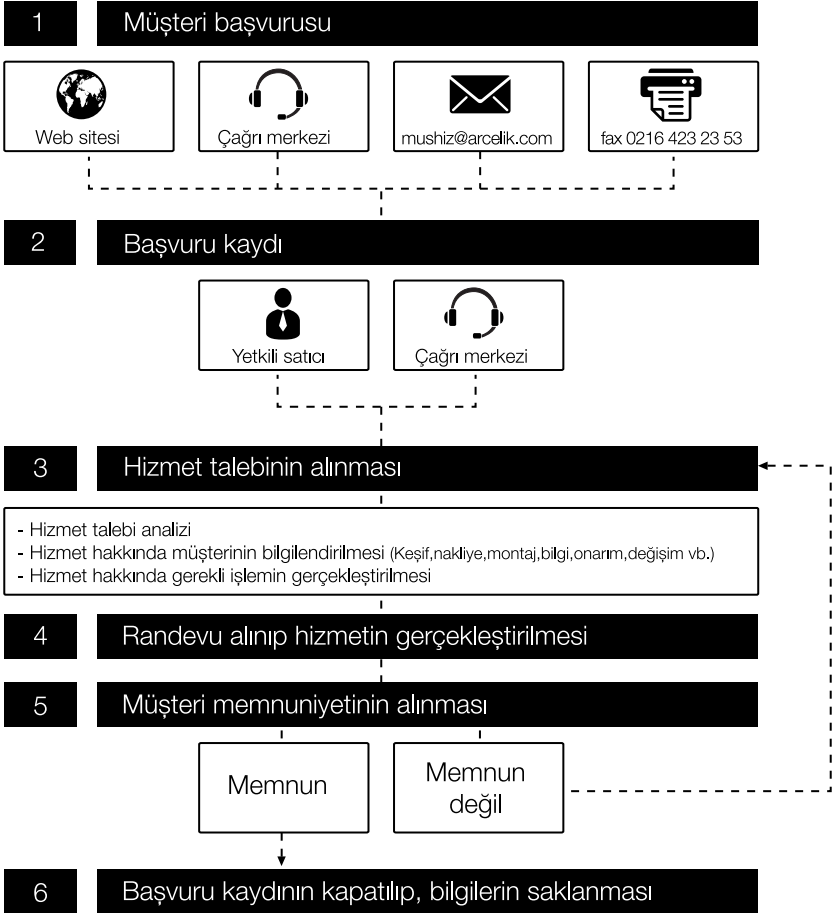 1 Müşteri başvurusu
Web sitesi
Çağrı merkezi
mushiz@arcelik.com
fax 0216 423 23 53
2 Başvuru kaydı
Yetkili satıcı
Çağrı merkezi
3 Hizmet talebinin alınması
- Hizmet talebi analizi
- Hizmet hakkında müşterinin bilgilendirilmesi (Keşif,nakliye,montaj,bilgi,onarım,değişim vb.)
- Hizmet hakkında gerekli işlemin gerçekleştirilmesi
4 Randevu alınıp hizmetin gerçekleştirilmesi
5 Müşteri memnuniyetinin alınması
Memnun
Memnun
değil
6 Başvuru kaydının kapatılıp, bilgilerin saklanması